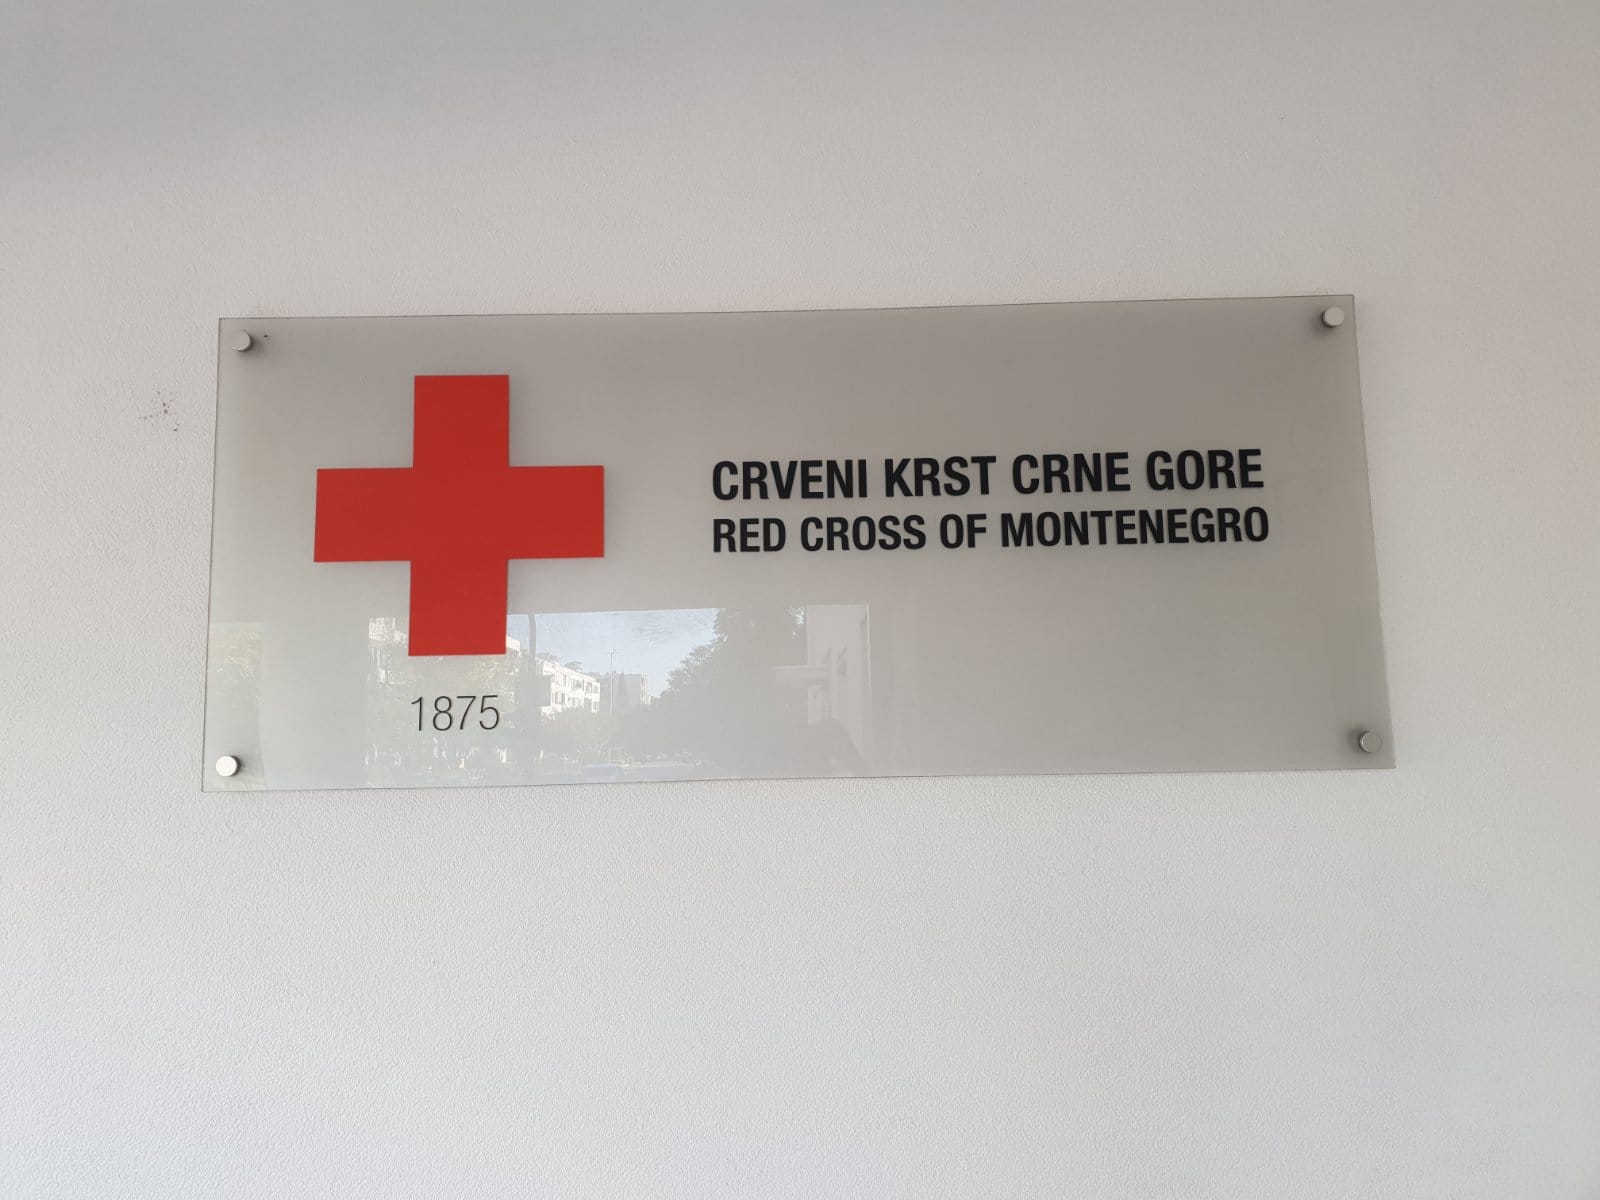 CRVENI KRST CRNE GORE
RED CROSS OF MONTENEGRO
1875